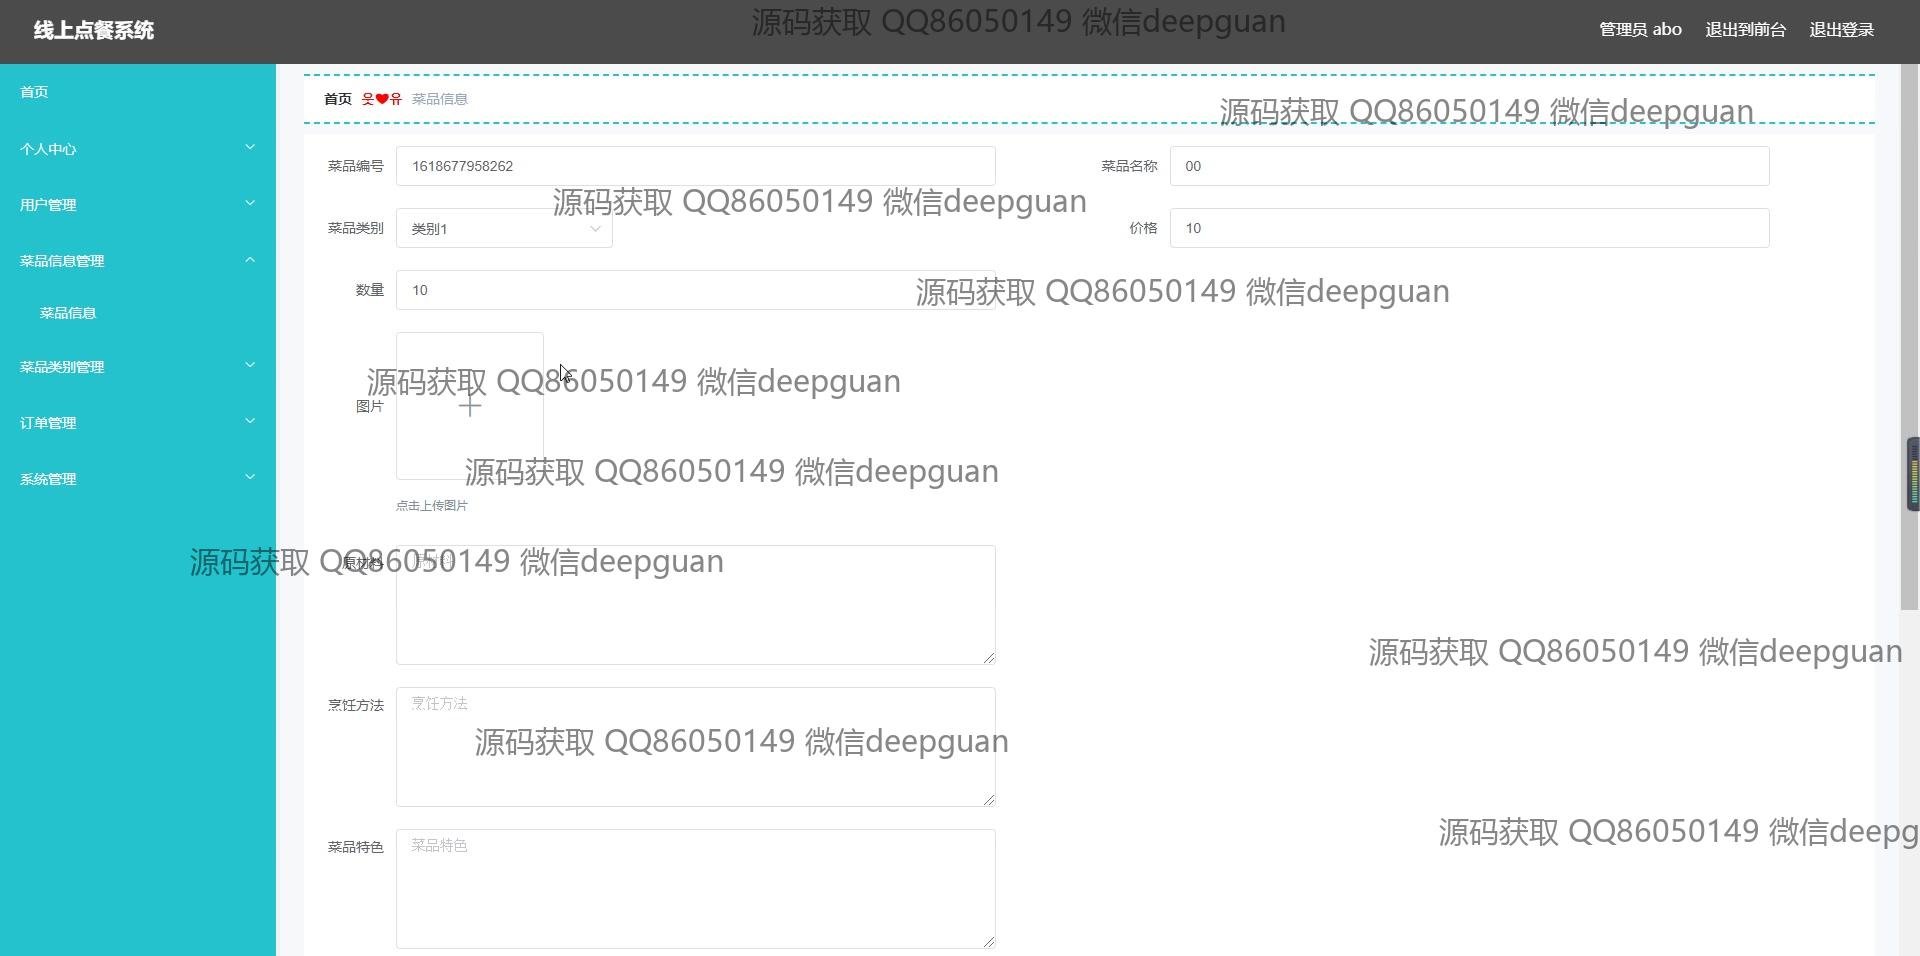 线上点餐系统
源码获取 QQ86050149 微信deepguan
管理员 abo 退出到前台 退出登录
首页
首页 웃❤유 菜品信息
源码获取 QQ86050149 微信deepguan
个人中心
菜品编号 1618677958262
菜品名称 00
用户管理
源码获取 QQ86050149 微信deepguan
菜品类别 类别1
价格 10
菜品信息管理
数量 10
源码获取 QQ86050149 微信deepguan
菜品信息
菜品类别管理
源码获取 QQ86050149 微信deepguan
图片
订单管理
源码获取 QQ86050149 微信deepguan
系统管理
点击上传图片
源码获取 QQ86050149 微信deepguan
原材料 原材料
源码获取 QQ86050149 微信deepguan
烹饪方法 烹饪方法
源码获取 QQ86050149 微信deepguan
源码获取 QQ86050149 微信deepg
菜品特色 菜品特色